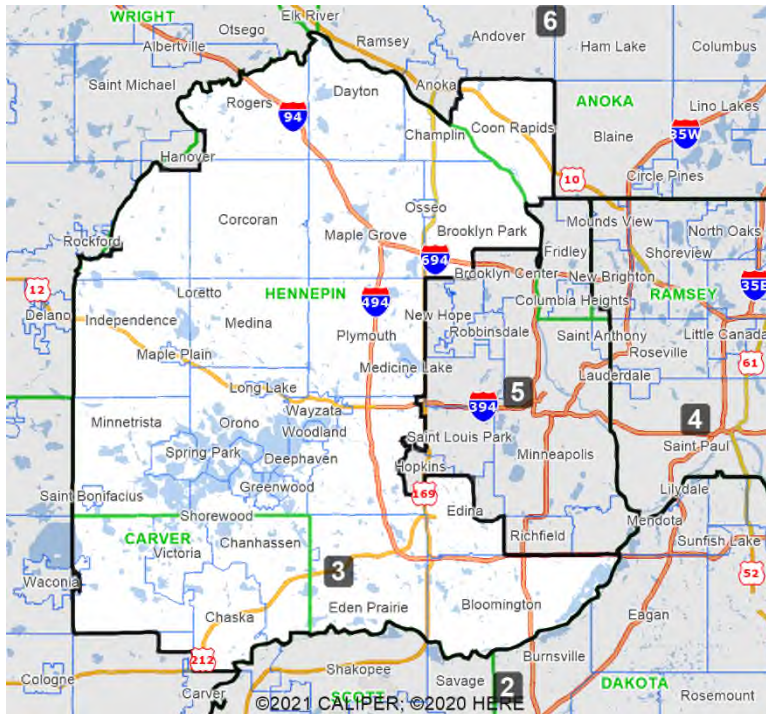 WRIGHT
Otsego
Elk River
6
Albertville
Ramsey
Andover
Ham Lake
Columbus
Saint Michael
Dayton
Anoka
ANOKA
Rogers
94
Lino Lakes
Champlin
Coon Rapids
Blaine
35W
Hanover
Circle Pines
10
Osseo
Corcoran
Mounds View
North Oaks
Rockford
Maple Grove
Brooklyn Park
Fridley
Shoreview
694
12
Brooklyn Center
New Brighton
35E
Loretto
HENNEPIN
494
Columbia Heights
RAMSEY
Delano
Independence
Medina
New Hope
Robbinsdale
Saint Anthony
Little Canada
Plymouth
Roseville
Maple Plain
Medicine Lake
Lauderdale
61
Long Lake
5
394
Wayzata
4
Minnetrista
Orono
Woodland
Saint Louis Park
Saint Paul
Spring Park
Deephaven
Minneapolis
Hopkins
Greenwood
169
Lilydale
Saint Bonifacius
Shorewood
Edina
Mendota
CARVER
Chanhassen
Richfield
Sunfish Lake
Victoria
Waconia
3
52
Chaska
Eden Prairie
Bloomington
Eagan
212
Burnsville
Cologne
Shakopee
Savage
2
DAKOTA
Carver
SCOTT
Rosemount
©2021 CALIPER; ©2020 HERE